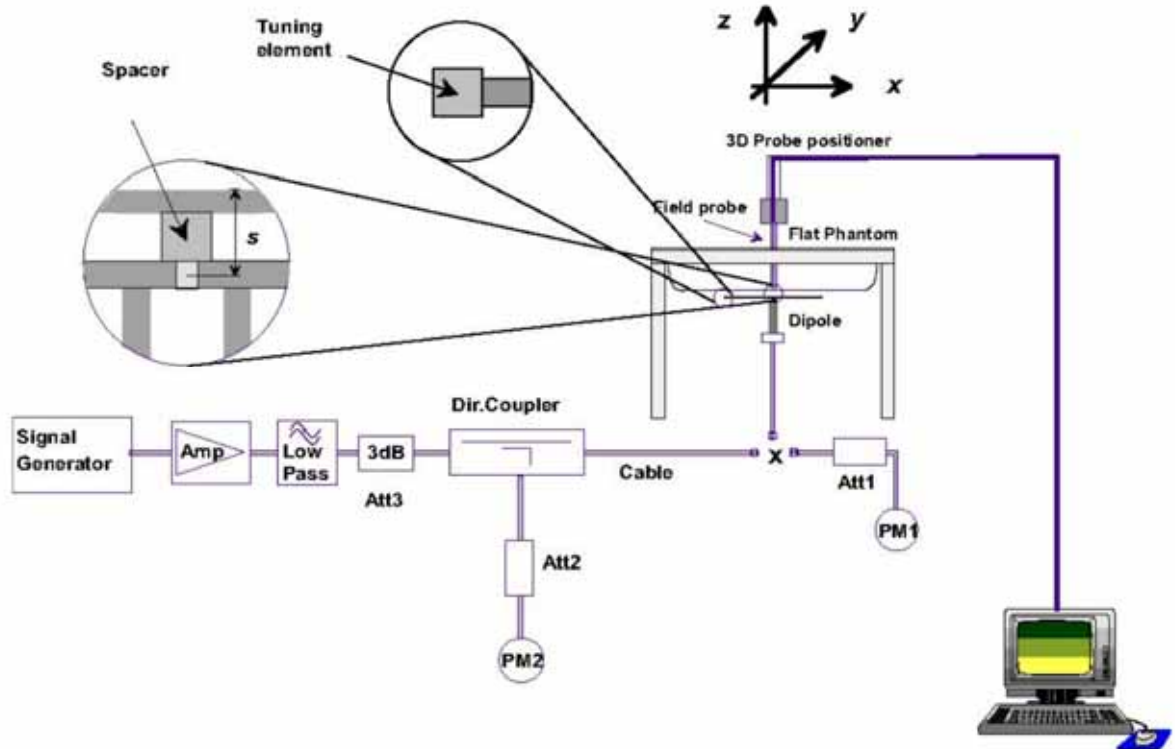 Tuning
element
Spacer
z
y
x
3D Probe positioner
Field probe
s
Flat Phantom
Dipole
Dir.Coupler
Signal
Generator
Amp
Low
Pass
3dB
Att3
Cable
x
Att1
PM1
Att2
PM2